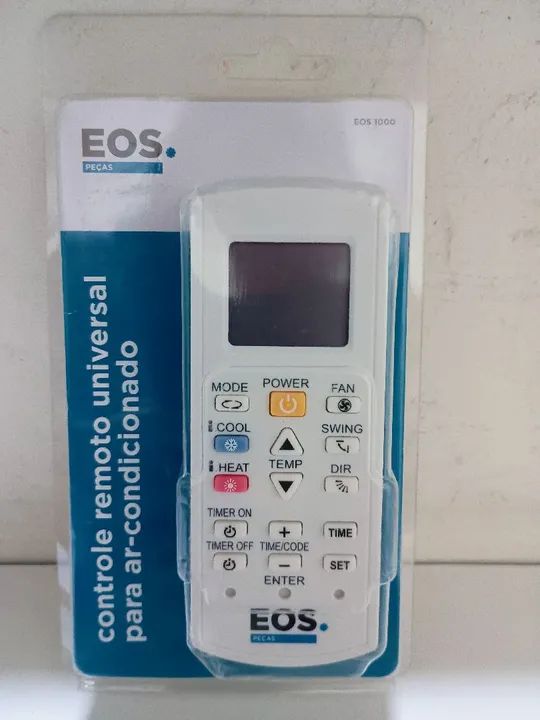 EOS 1000
EOS.
PEÇAS
controle remoto universal
para ar-condicionado
MODE POWER FAN
COOL SWING
HEAT TEMP DIR
TIMER ON + TIME
TIMER OFF TIME/CODE
- SET
ENTER
EOS.
PEÇAS